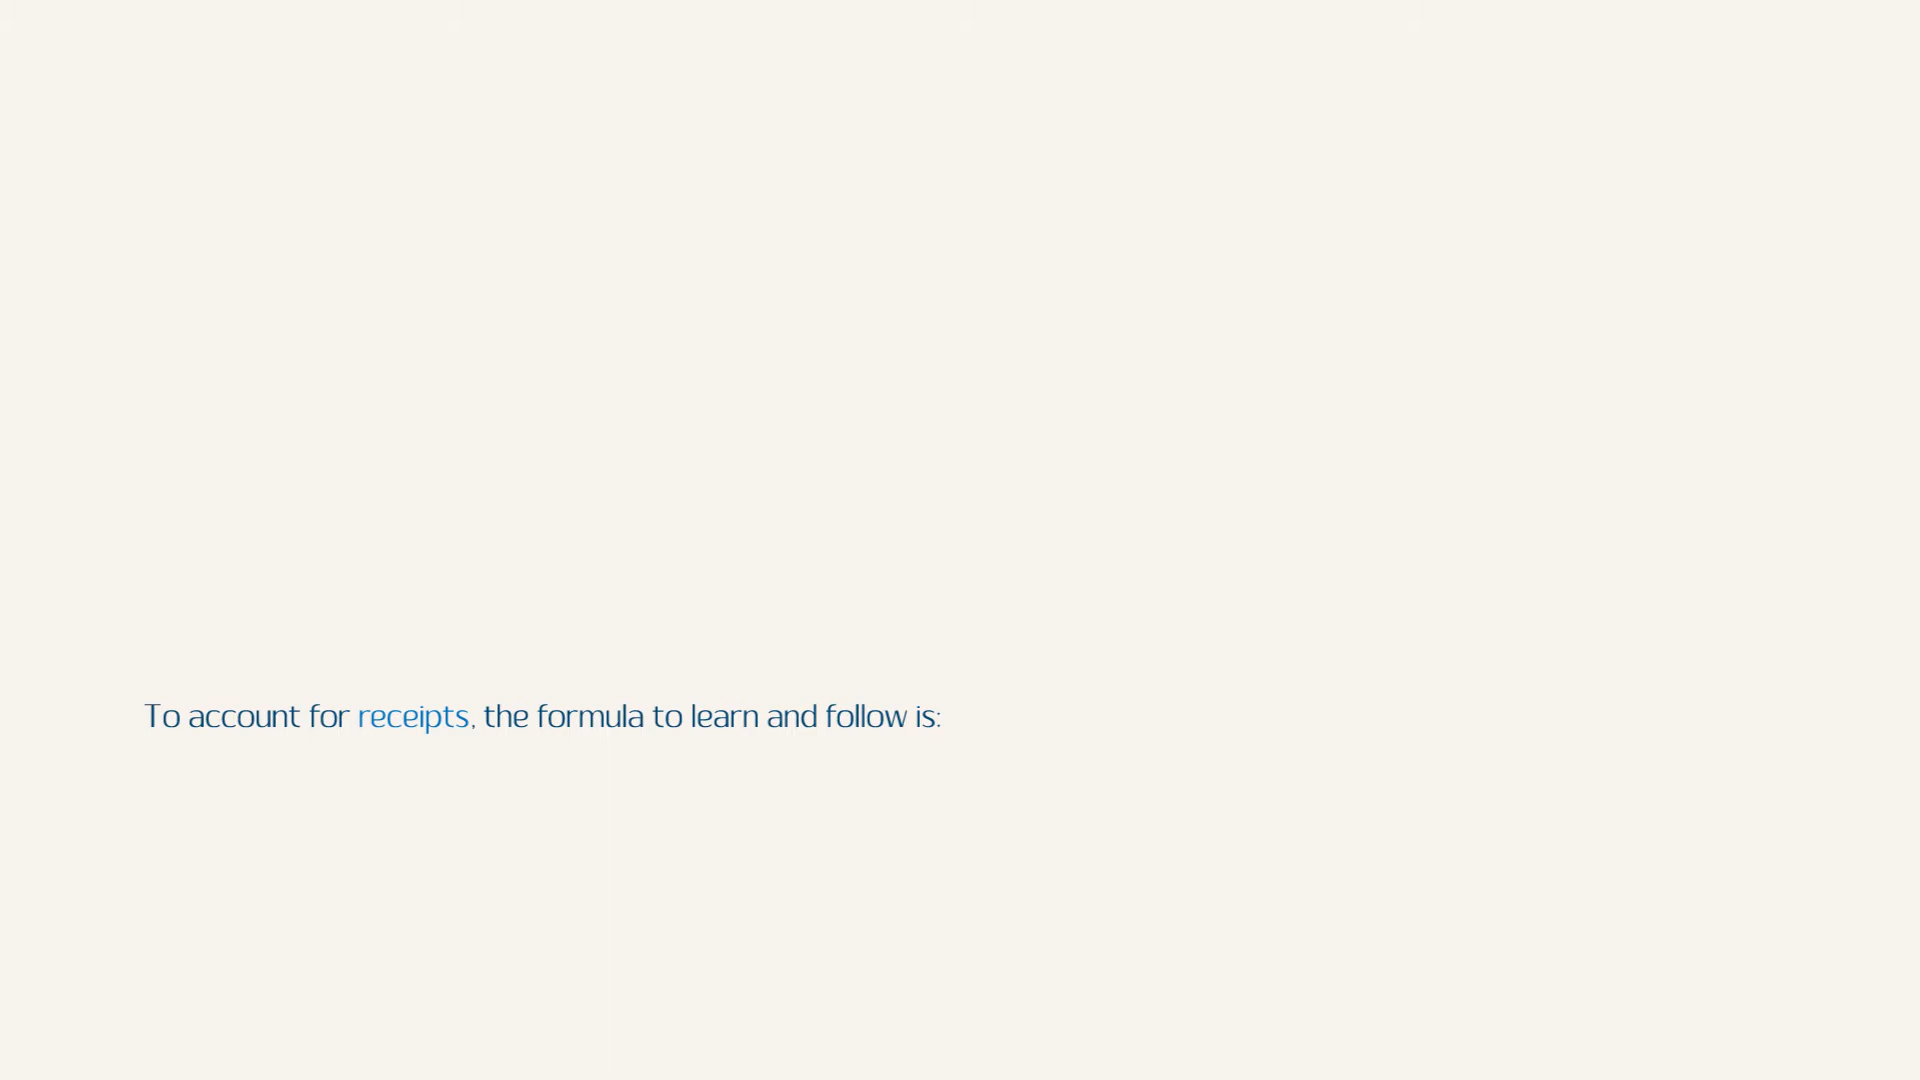 To account for receipts, the formula to learn and follow is: